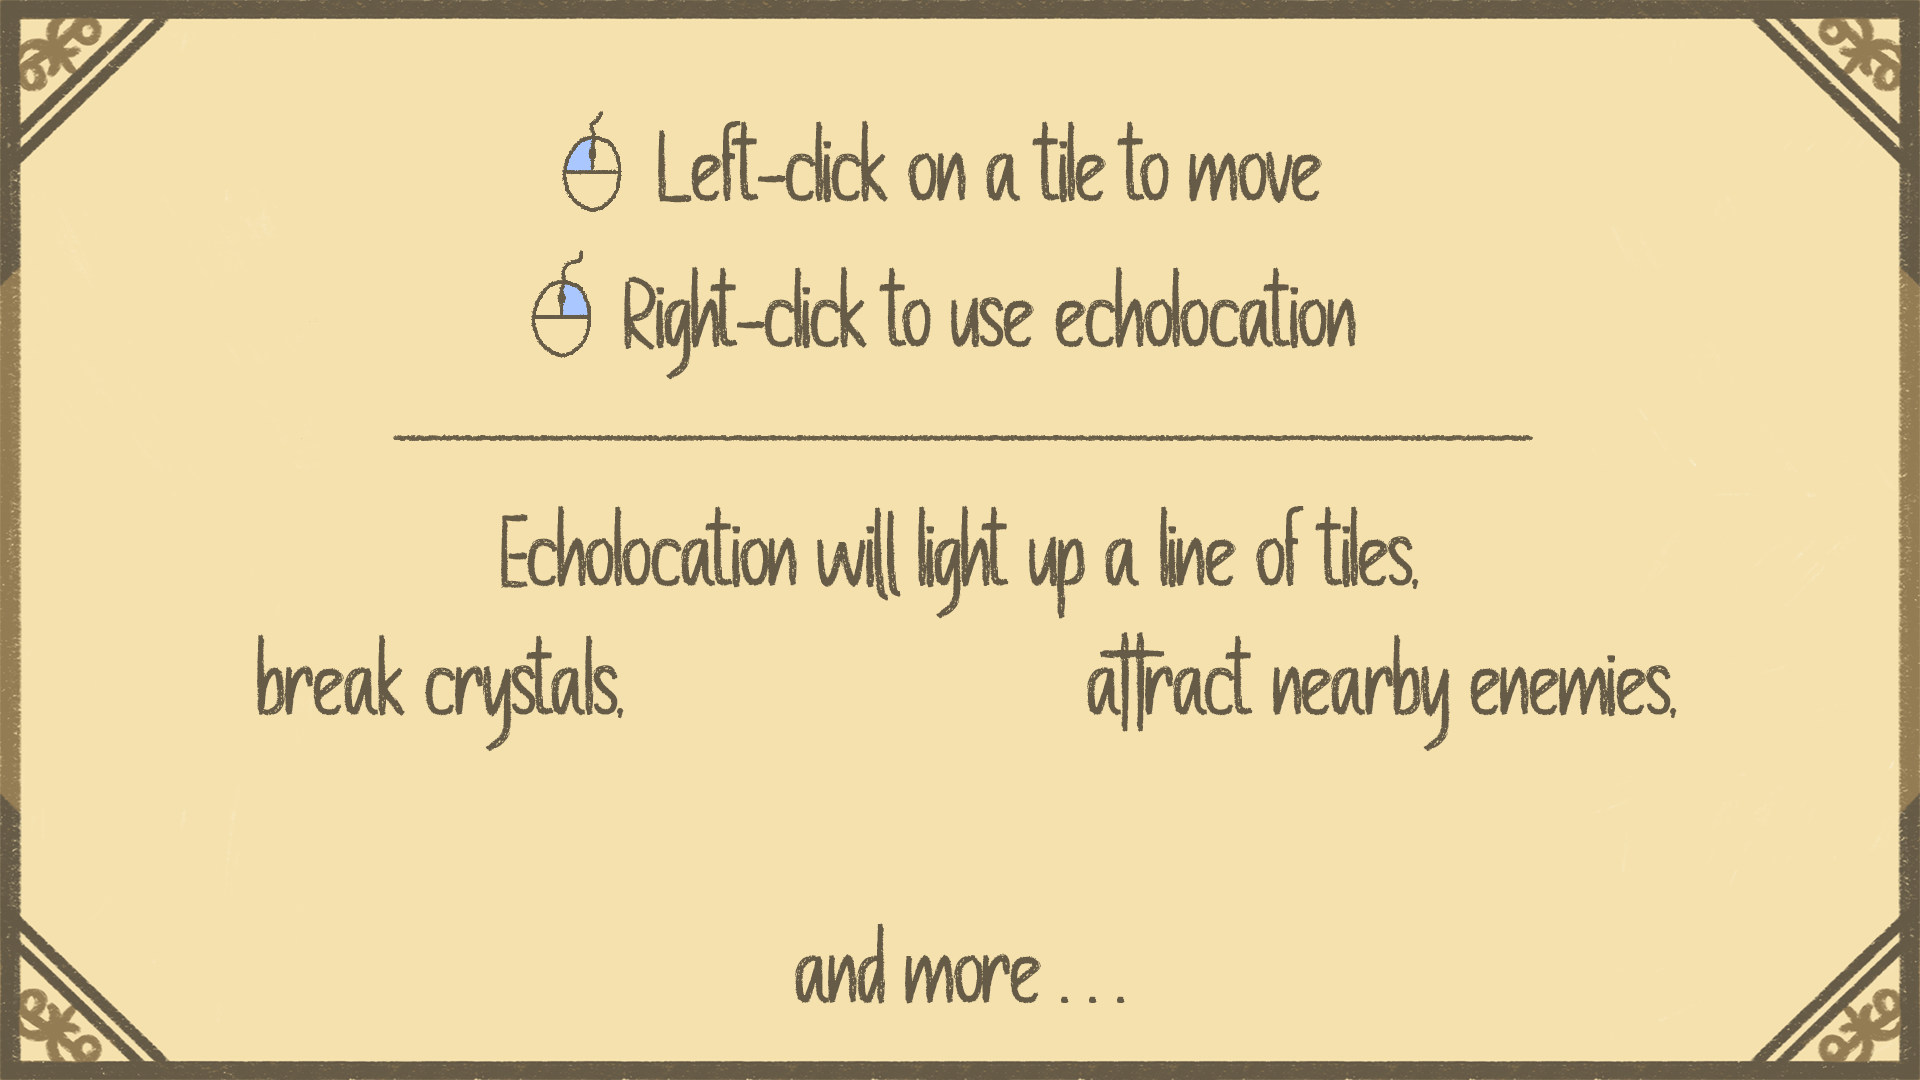 Left-click on a tile to move
Right-click to use echolocation
Echolocation will light up a line of tiles,
break crystals,
attract nearby enemies,
and more . . .